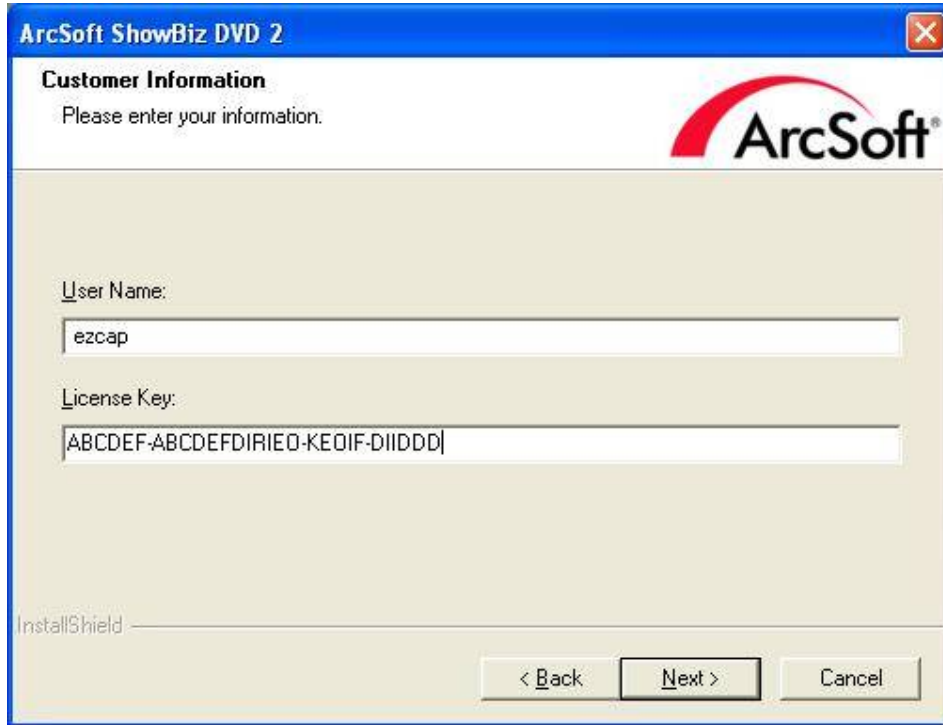 ArcSoft ShowBiz DVD 2
Customer Information
Please enter your information.
ArcSoft®
User Name:
ezcap
License Key:
ABCDEF-ABCDEFDIRIEO-KEOIF-DIIDDD
InstallShield
< Back
Next >
Cancel